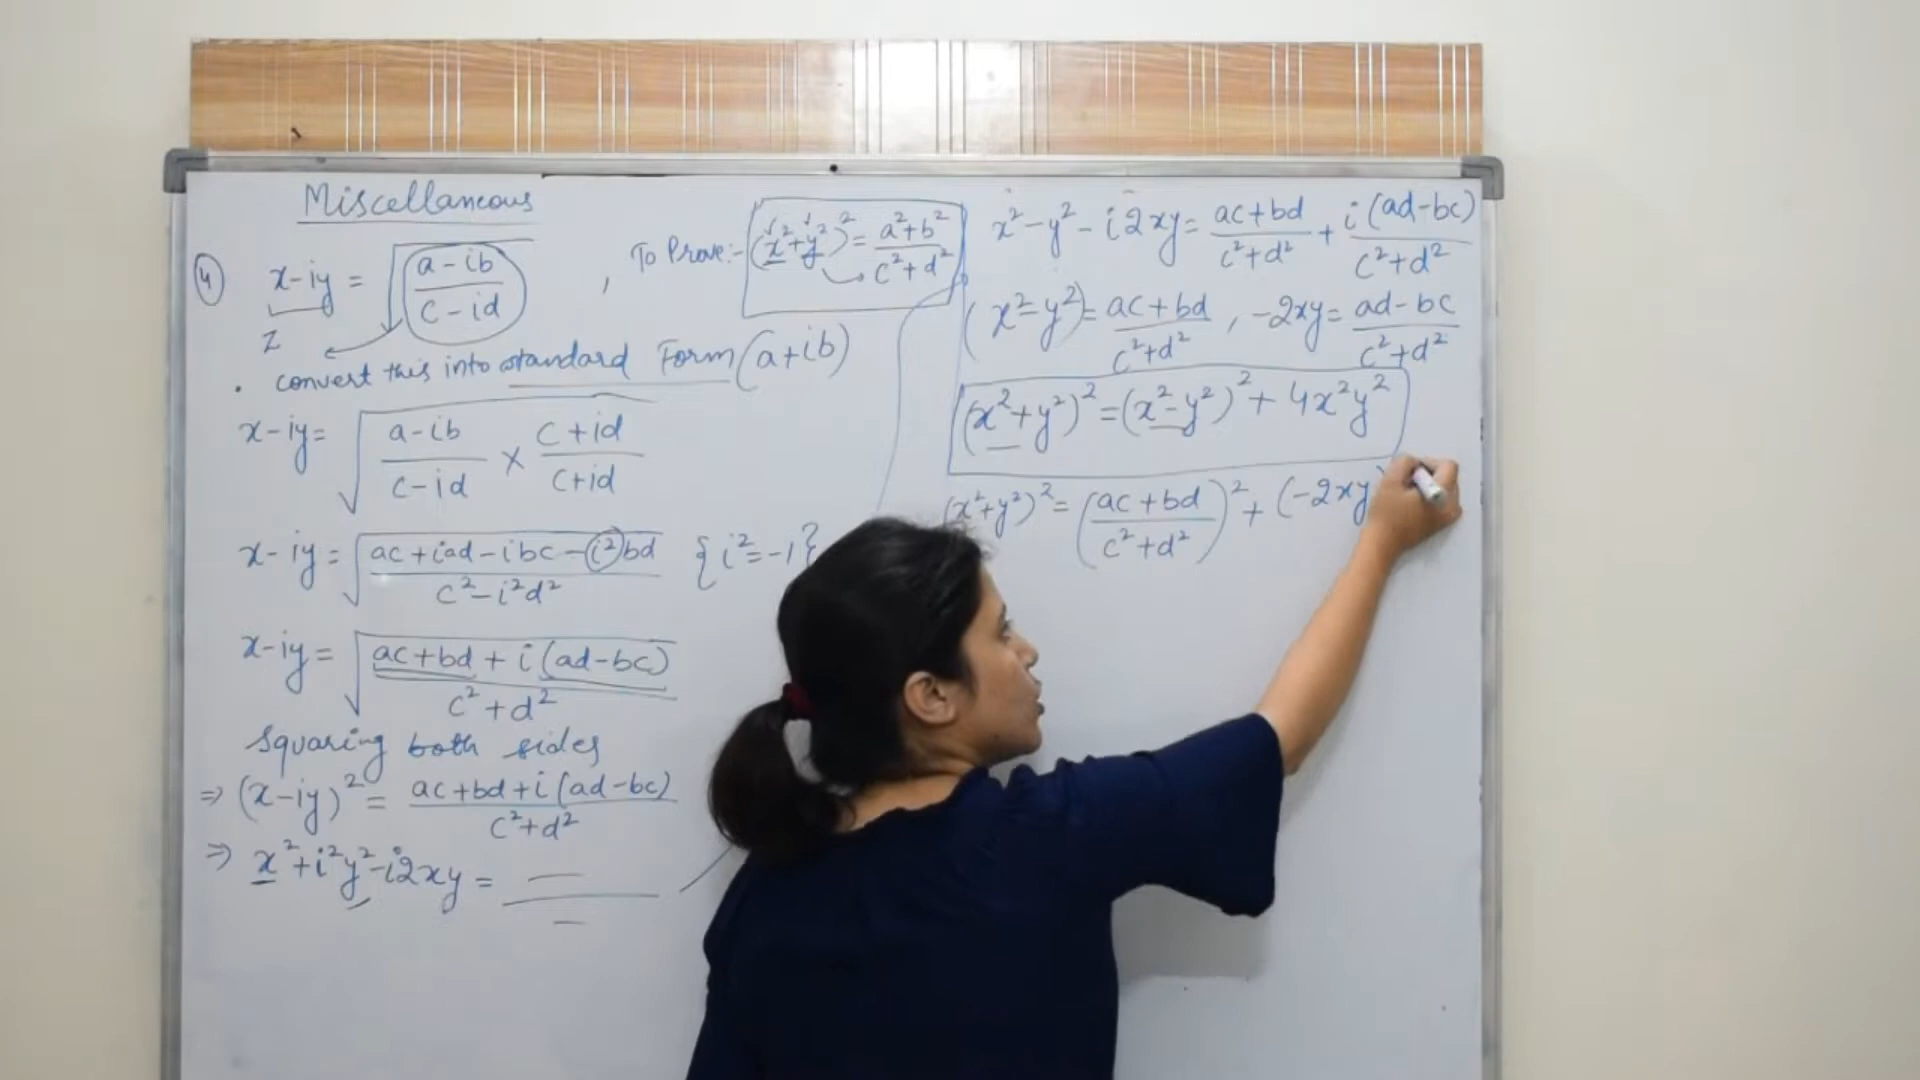 Miscellaneous
(4) x-iy = √((a-ib)/(c-id)) , To Prove:- (x²+y²)² = (a²+b²)/(c²+d²)
z
. convert this into standard Form (a+ib)
x-iy = √((a-ib)/(c-id) × (c+id)/(c+id))
x-iy = √((ac+iad-ibc-i²bd)/(c²-i²d²)) {i²=-1}
x-iy = √((ac+bd+i(ad-bc))/(c²+d²))
Squaring both sides
⇒ (x-iy)² = (ac+bd+i(ad-bc))/(c²+d²)
⇒ x²+i²y²-i2xy =
x²-y²-i2xy = (ac+bd)/(c²+d²) + i(ad-bc)/(c²+d²)
(x²-y²) = (ac+bd)/(c²+d²) , -2xy = (ad-bc)/(c²+d²)
(x²+y²)² = (x²-y²)² + 4x²y²
(x²+y²)² = ((ac+bd)/(c²+d²))² + (-2xy)